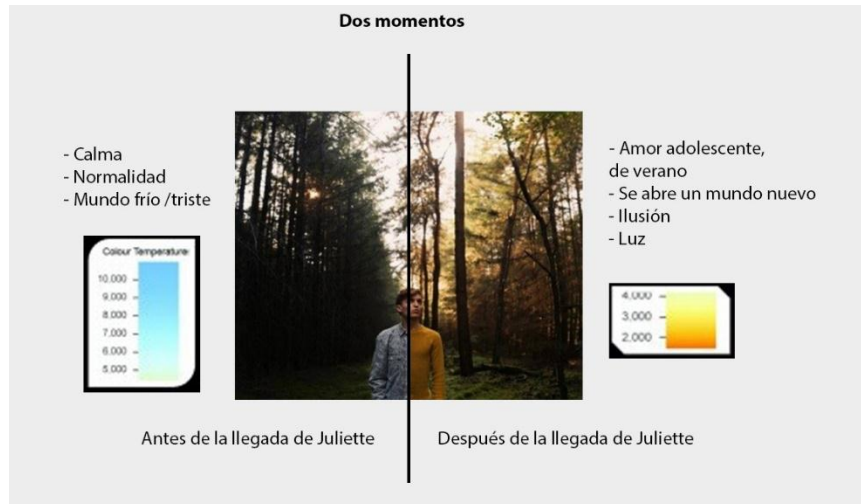 Dos momentos
- Calma
- Normalidad
- Mundo frío /triste
Colour Temperature:
10,000
9,000
8,000
7,000
6,000
5,000
- Amor adolescente,
de verano
- Se abre un mundo nuevo
- Ilusión
- Luz
4,000
3,000
2,000
Antes de la llegada de Juliette
Después de la llegada de Juliette